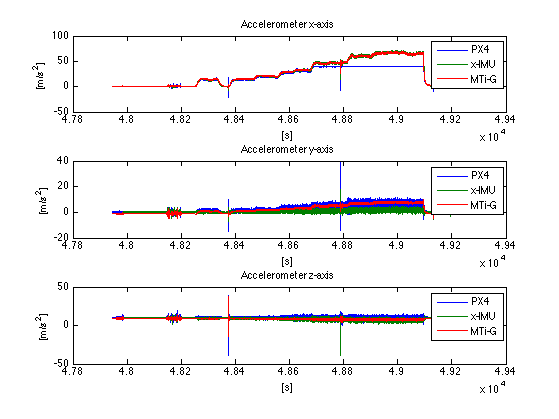 Accelerometer x-axis
100
50
0
-50
[m/s²]
4.78 4.8 4.82 4.84 4.86 4.88 4.9 4.92 4.94
[s]
x 10⁴
PX4
x-IMU
MTi-G
Accelerometer y-axis
40
20
0
-20
[m/s²]
4.78 4.8 4.82 4.84 4.86 4.88 4.9 4.92 4.94
[s]
x 10⁴
PX4
x-IMU
MTi-G
Accelerometer z-axis
50
0
-50
[m/s²]
4.78 4.8 4.82 4.84 4.86 4.88 4.9 4.92 4.94
[s]
x 10⁴
PX4
x-IMU
MTi-G